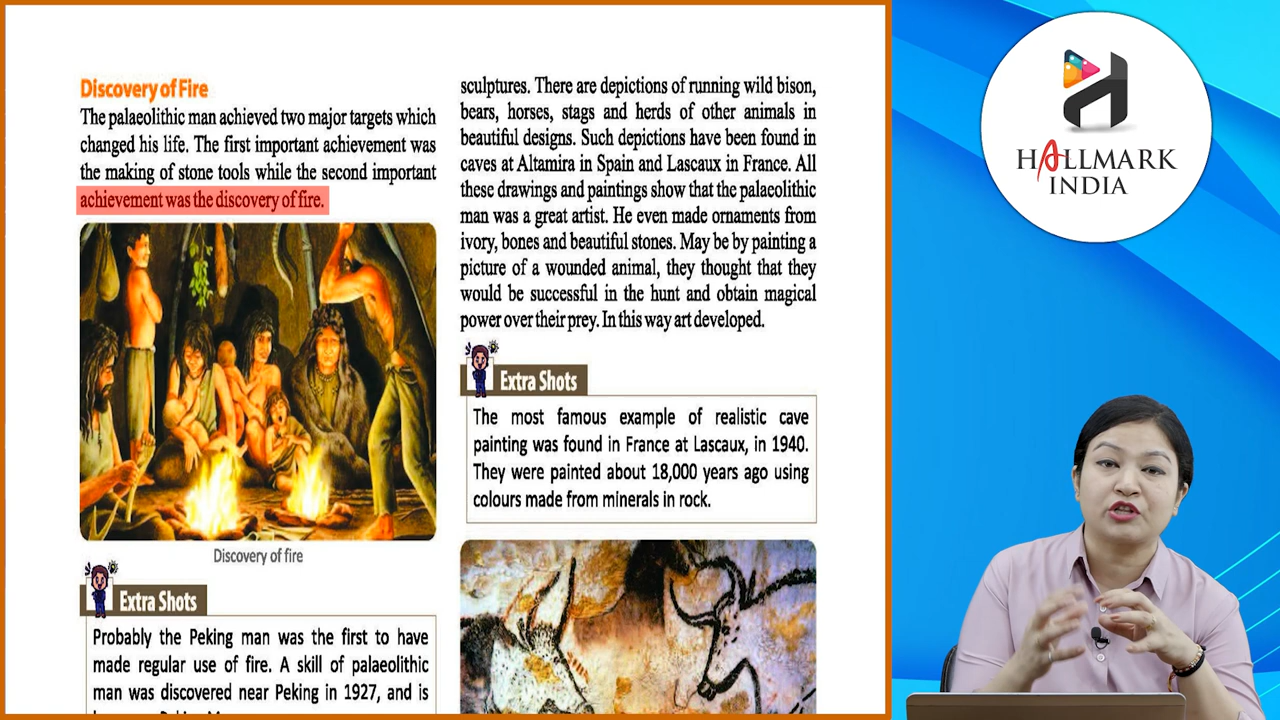 Discovery of Fire
The palaeolithic man achieved two major targets which
changed his life. The first important achievement was
the making of stone tools while the second important
achievement was the discovery of fire.
Discovery of fire
Extra Shots
Probably the Peking man was the first to have
made regular use of fire. A skill of palaeolithic
man was discovered near Peking in 1927, and is
sculptures. There are depictions of running wild bison,
bears, horses, stags and herds of other animals in
beautiful designs. Such depictions have been found in
caves at Altamira in Spain and Lascaux in France. All
these drawings and paintings show that the palaeolithic
man was a great artist. He even made ornaments from
ivory, bones and beautiful stones. May be by painting a
picture of a wounded animal, they thought that they
would be successful in the hunt and obtain magical
power over their prey. In this way art developed.
Extra Shots
The most famous example of realistic cave
painting was found in France at Lascaux, in 1940.
They were painted about 18,000 years ago using
colours made from minerals in rock.
HALLMARK
INDIA